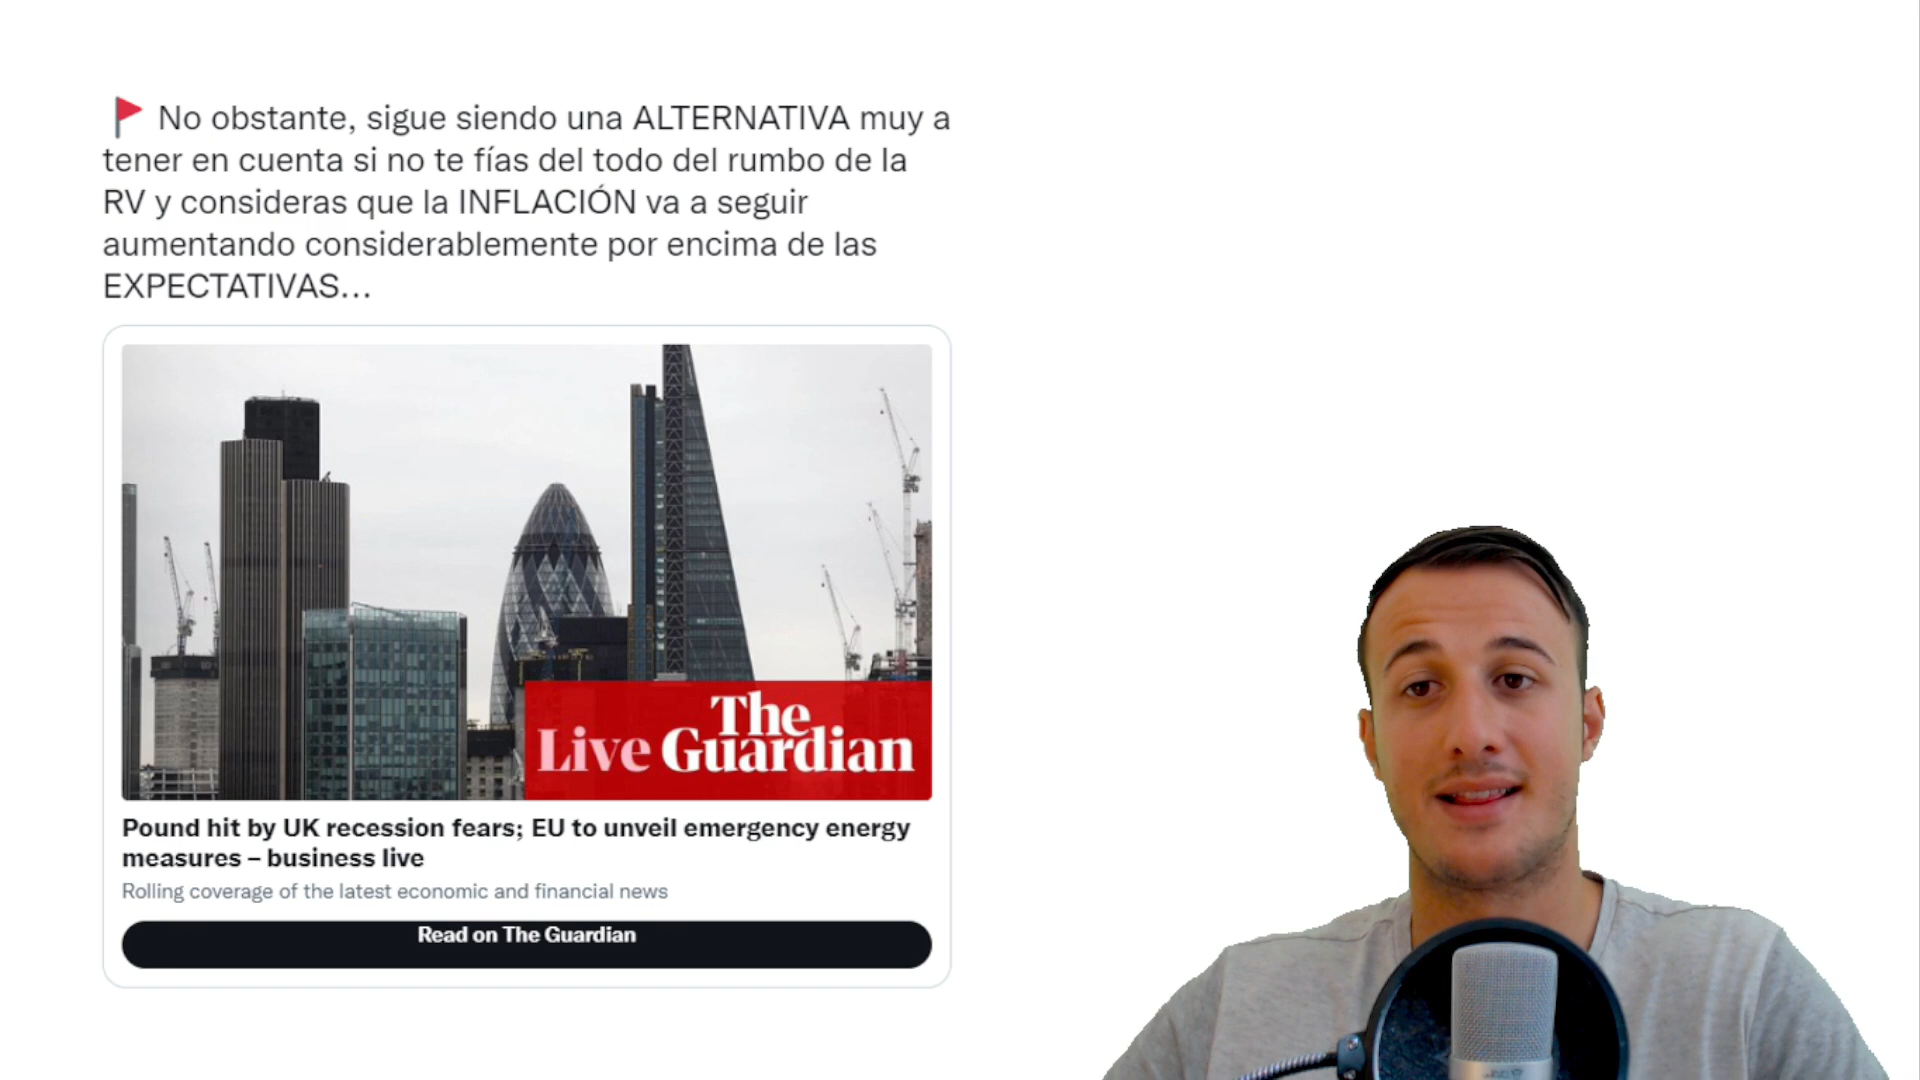 No obstante, sigue siendo una ALTERNATIVA muy a
tener en cuenta si no te fías del todo del rumbo de la
RV y consideras que la INFLACIÓN va a seguir
aumentando considerablemente por encima de las
EXPECTATIVAS...
The
Live Guardian
Pound hit by UK recession fears; EU to unveil emergency energy
measures – business live
Rolling coverage of the latest economic and financial news
Read on The Guardian